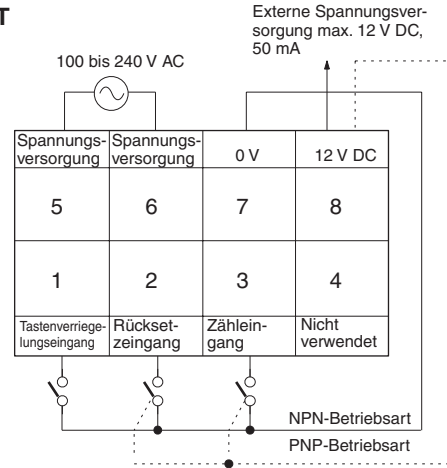 T
Externe Spannungsver-
sorgung max. 12 V DC,
50 mA
100 bis 240 V AC
Spannungs-
versorgung
Spannungs-
versorgung
0 V
12 V DC
5
6
7
8
1
2
3
4
Tastenverriege-
lungseingang
Rückset-
zeingang
Zählein-
gang
Nicht
verwendet
NPN-Betriebsart
PNP-Betriebsart